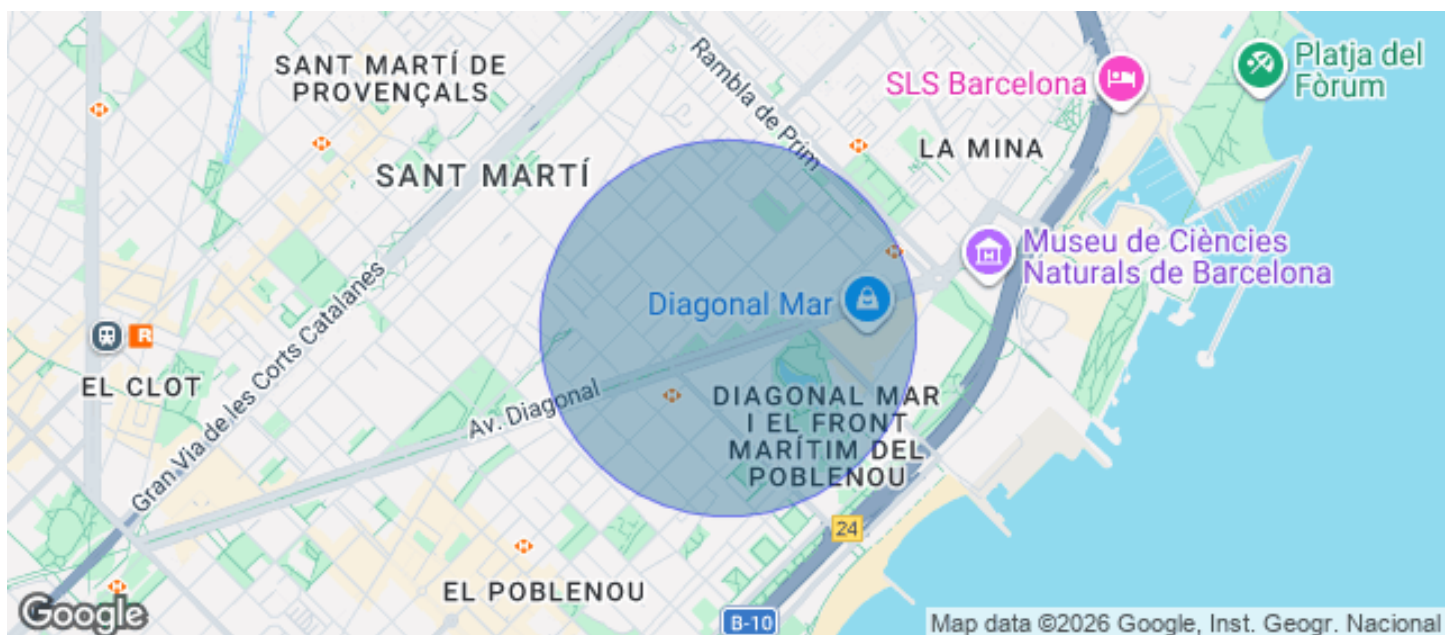 SANT MARTÍ DE
PROVENÇALS
Rambla de Prim
SLS Barcelona
Platja del
Fòrum
LA MINA
SANT MARTÍ
Museu de Ciències
Naturals de Barcelona
Diagonal Mar
R
EL CLOT
Gran Via de les Corts Catalanes
Av. Diagonal
DIAGONAL MAR
I EL FRONT
MARÍTIM DEL
POBLENOU
24
EL POBLENOU
Google
B-10
Map data ©2026 Google, Inst. Geogr. Nacional